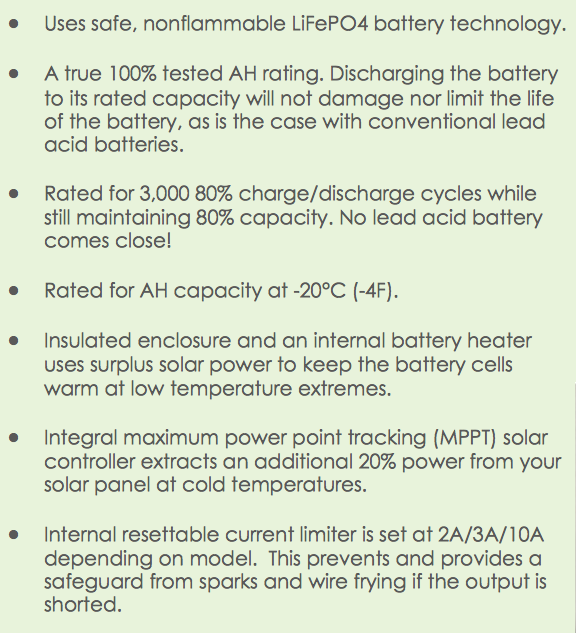 • Uses safe, nonflammable LiFePO4 battery technology.
• A true 100% tested AH rating. Discharging the battery
to its rated capacity will not damage nor limit the life
of the battery, as is the case with conventional lead
acid batteries.
• Rated for 3,000 80% charge/discharge cycles while
still maintaining 80% capacity. No lead acid battery
comes close!
• Rated for AH capacity at -20°C (-4F).
• Insulated enclosure and an internal battery heater
uses surplus solar power to keep the battery cells
warm at low temperature extremes.
• Integral maximum power point tracking (MPPT) solar
controller extracts an additional 20% power from your
solar panel at cold temperatures.
• Internal resettable current limiter is set at 2A/3A/10A
depending on model.  This prevents and provides a
safeguard from sparks and wire frying if the output is
shorted.